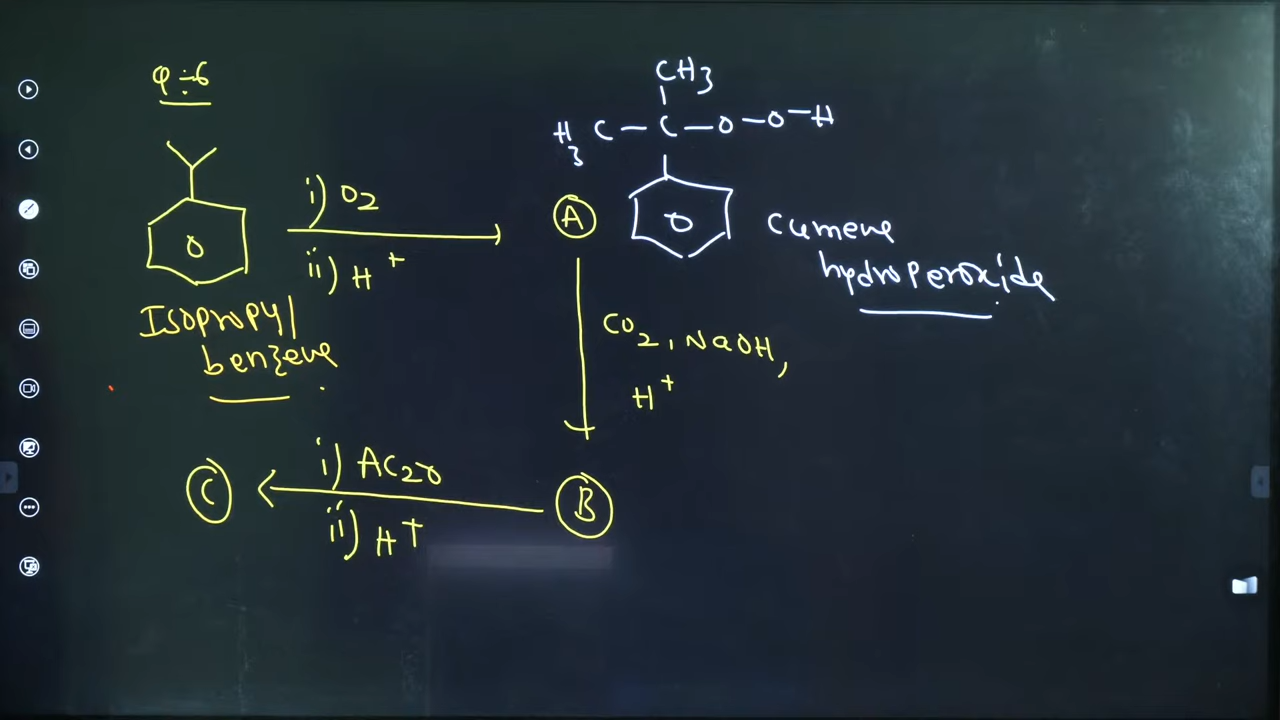 Q ÷ 6
i) O2
ii) H+
Isopropyl
benzene
A
CH3
H3C-C-O-O-H
O
O
cumene
hydroperoxide
CO2, NaOH,
H+
B
i) AC2O
ii) H+
C